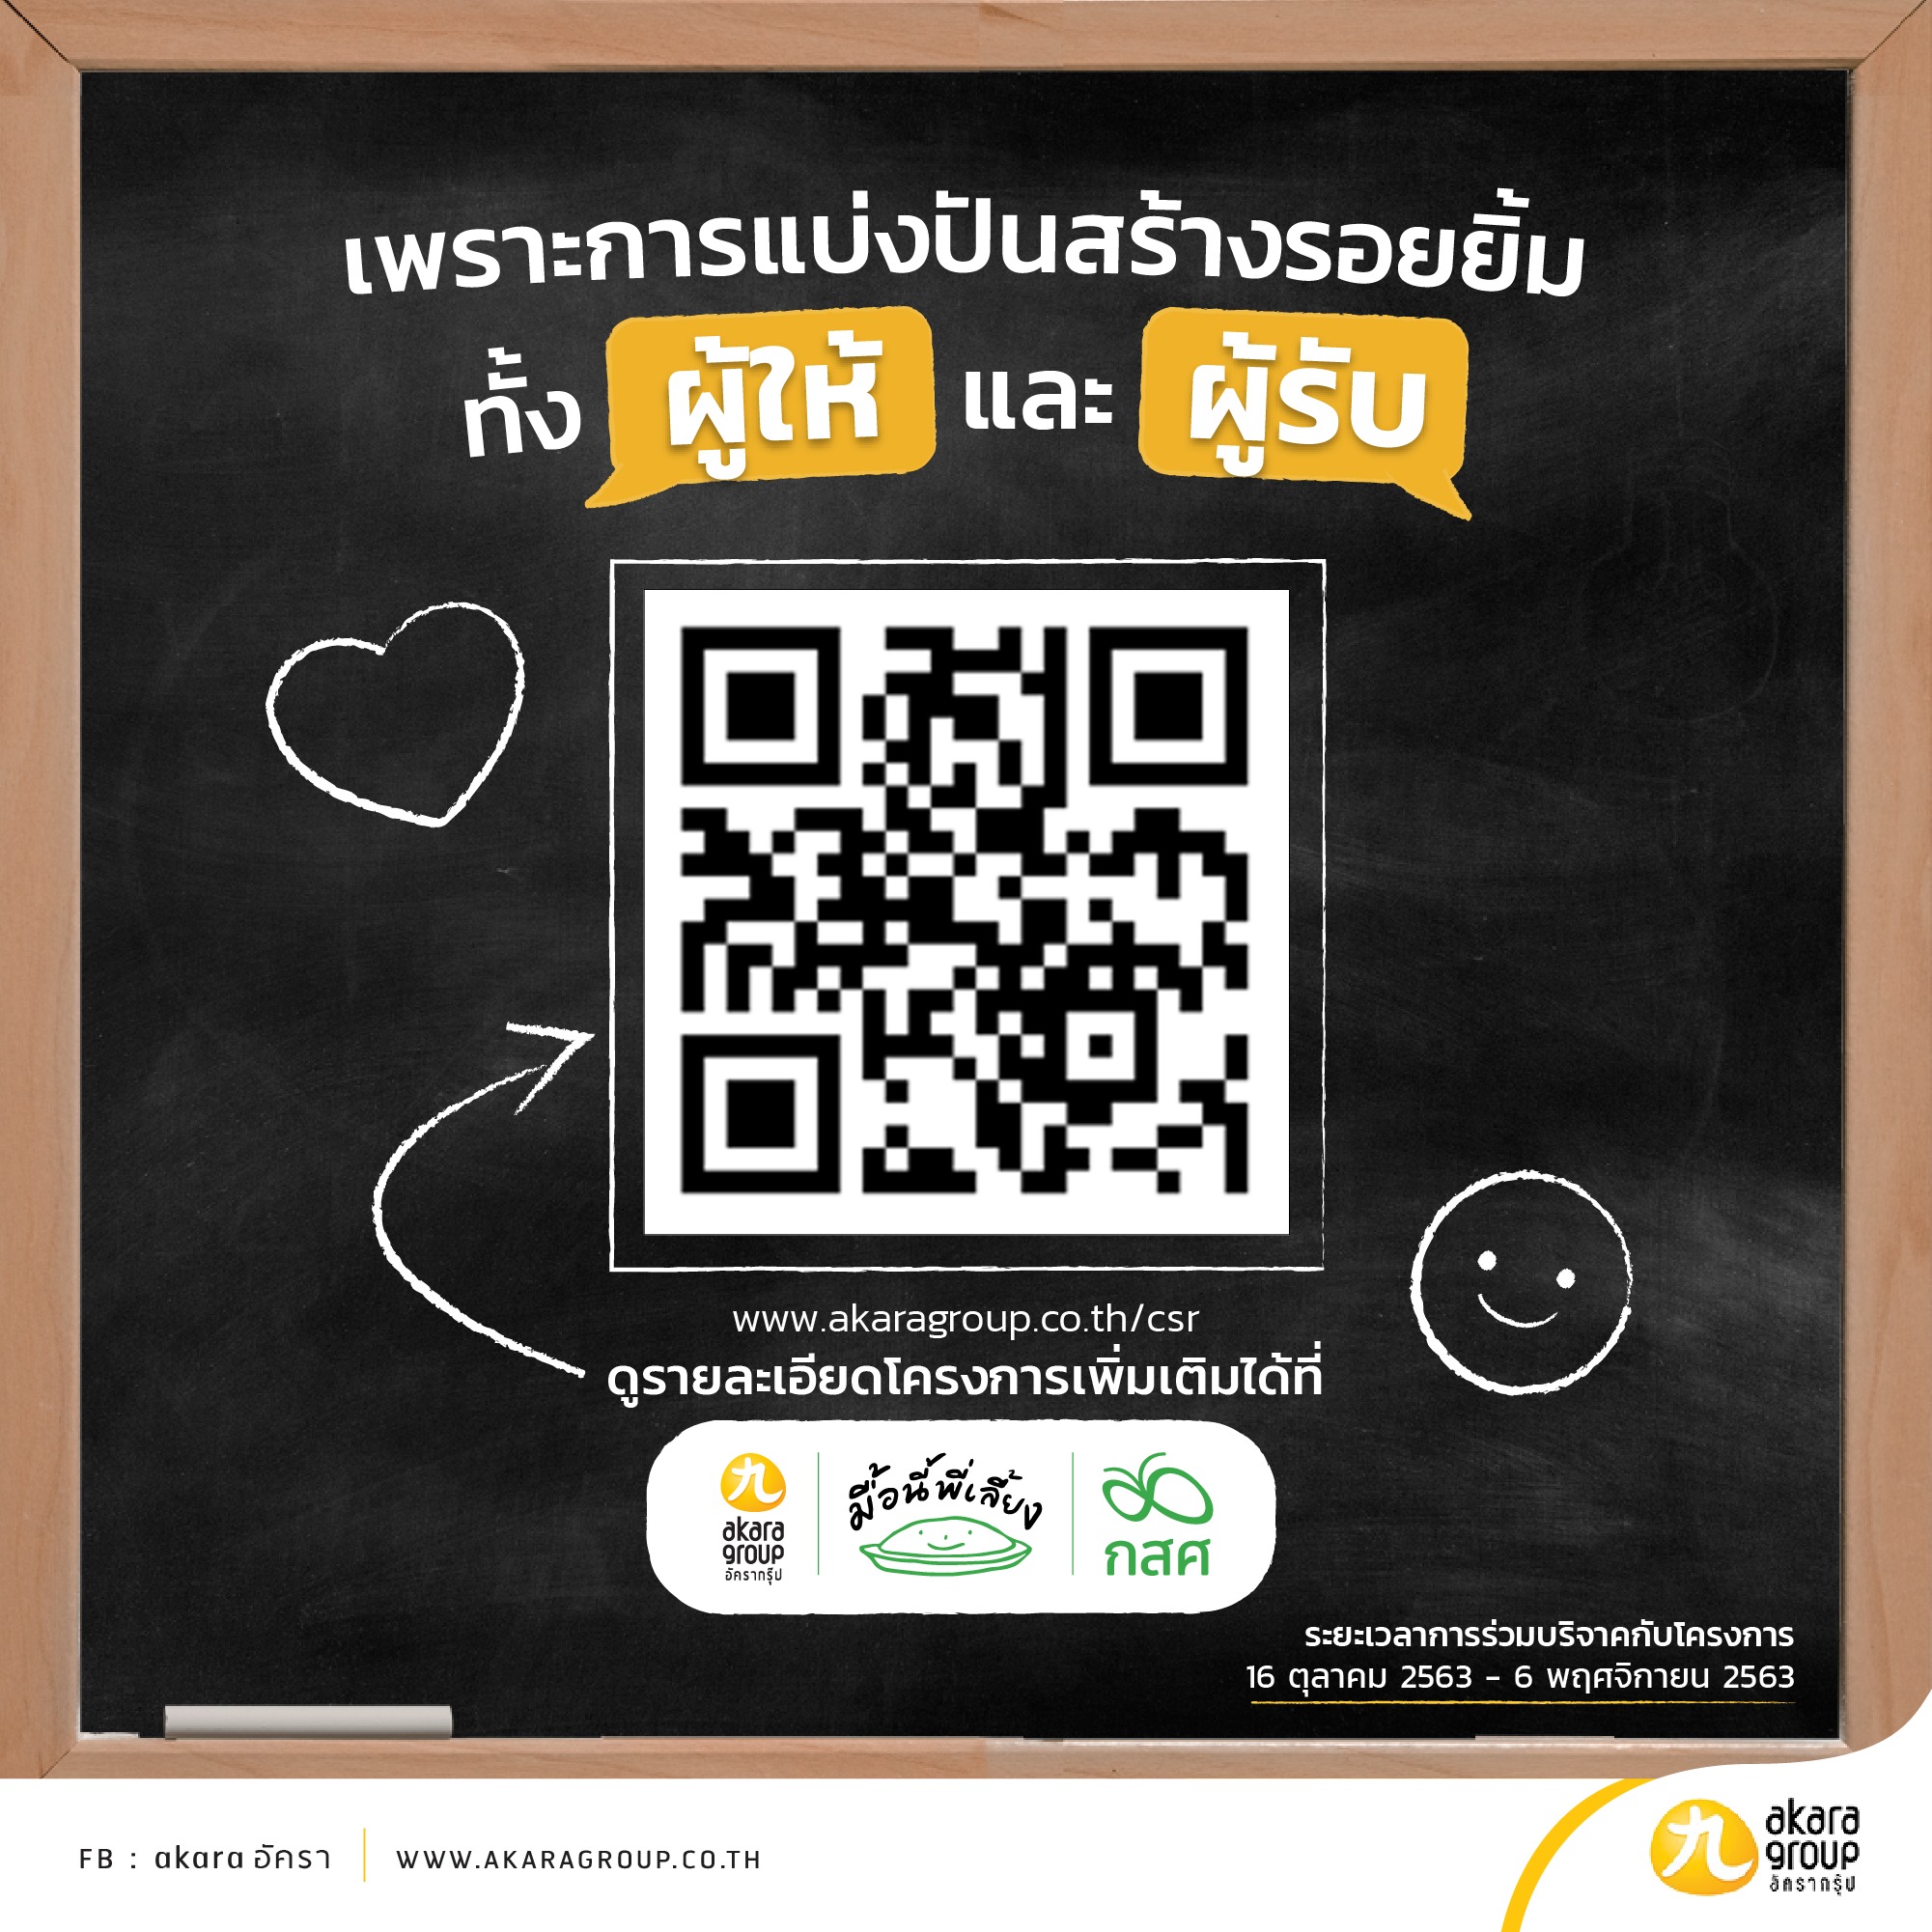 เพราะการแบ่งปันสร้างรอยยิ้ม
ทั้ง ผู้ให้ และ ผู้รับ
www.akaragroup.co.th/csr
ดูรายละเอียดโครงการเพิ่มเติมได้ที่
akara
group
อัครากรุ๊ป
มื้อนี้พี่เลี้ยง
กสศ
ระยะเวลาการร่วมบริจาคกับโครงการ
16 ตุลาคม 2563 - 6 พฤศจิกายน 2563
FB : akara อัครา
WWW.AKARAGROUP.CO.TH
akara
group
อัครากรุ๊ป